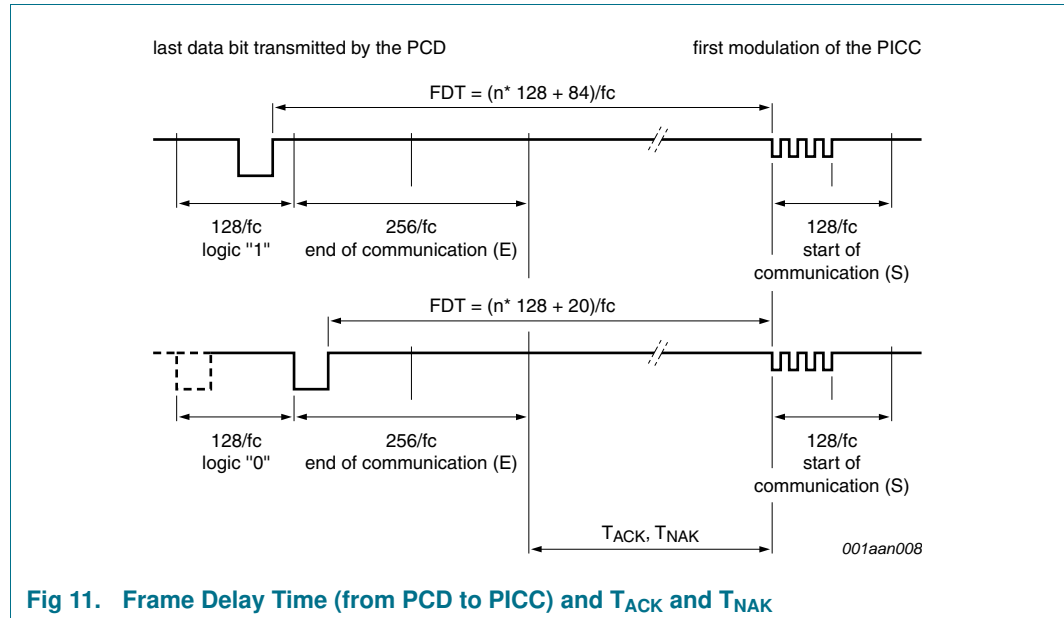 last data bit transmitted by the PCD
first modulation of the PICC
FDT = (n* 128 + 84)/fc
128/fc
logic "1"
256/fc
end of communication (E)
128/fc
start of
communication (S)
FDT = (n* 128 + 20)/fc
128/fc
logic "0"
256/fc
end of communication (E)
128/fc
start of
communication (S)
TACK, TNAK
001aan008
Fig 11. Frame Delay Time (from PCD to PICC) and TACK and TNAK